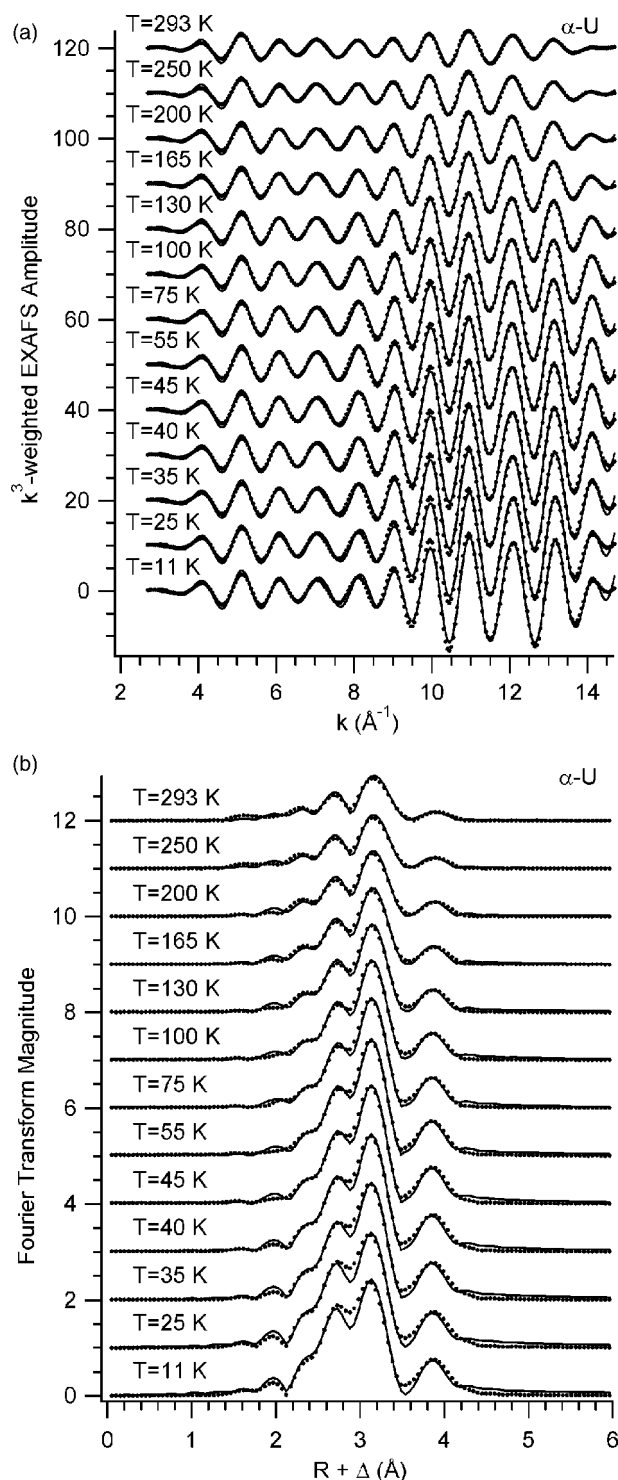 (a)
α-U
T=293 K
T=250 K
T=200 K
T=165 K
T=130 K
T=100 K
T=75 K
T=55 K
T=45 K
T=40 K
T=35 K
T=25 K
T=11 K
120
100
80
60
40
20
0
k³-weighted EXAFS Amplitude
2 4 6 8 10 12 14
k (Å⁻¹)
(b)
α-U
T=293 K
T=250 K
T=200 K
T=165 K
T=130 K
T=100 K
T=75 K
T=55 K
T=45 K
T=40 K
T=35 K
T=25 K
T=11 K
12
10
8
6
4
2
0
Fourier Transform Magnitude
0 1 2 3 4 5 6
R + Δ (Å)